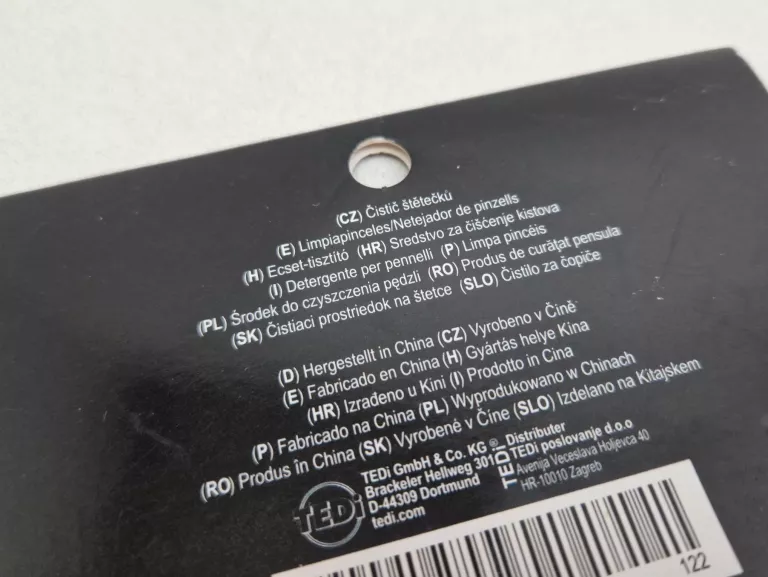 (CZ) Čistič štětečků
(E) Limpiapinceles/Netejador de pinzells
(H) Ecset-tisztító (HR) Sredstvo za čišćenje kistova
(I) Detergente per pennelli (P) Limpa pincéis
(PL) Środek do czyszczenia pędzli (RO) Produs de curățat pensula
(SK) Čistiaci prostriedok na štetce (SLO) Čistilo za čopiče
(D) Hergestellt in China (CZ) Vyrobeno v Číně
(E) Fabricado en China (H) Gyártás helye Kína
(HR) Izrađeno u Kini (I) Prodotto in Cina
(P) Fabricado na China (PL) Wyprodukowano w Chinach
(RO) Produs în China (SK) Vyrobené v Číne (SLO) Izdelano na Kitajskem
TEDi
TEDi GmbH & Co. KG
Brackeler Hellweg 301
D-44309 Dortmund
tedi.com
TEDi®
Distributer
TEDi poslovanje d.o.o
Avenija Veceslava Holjevca 40
HR-10010 Zagreb
122